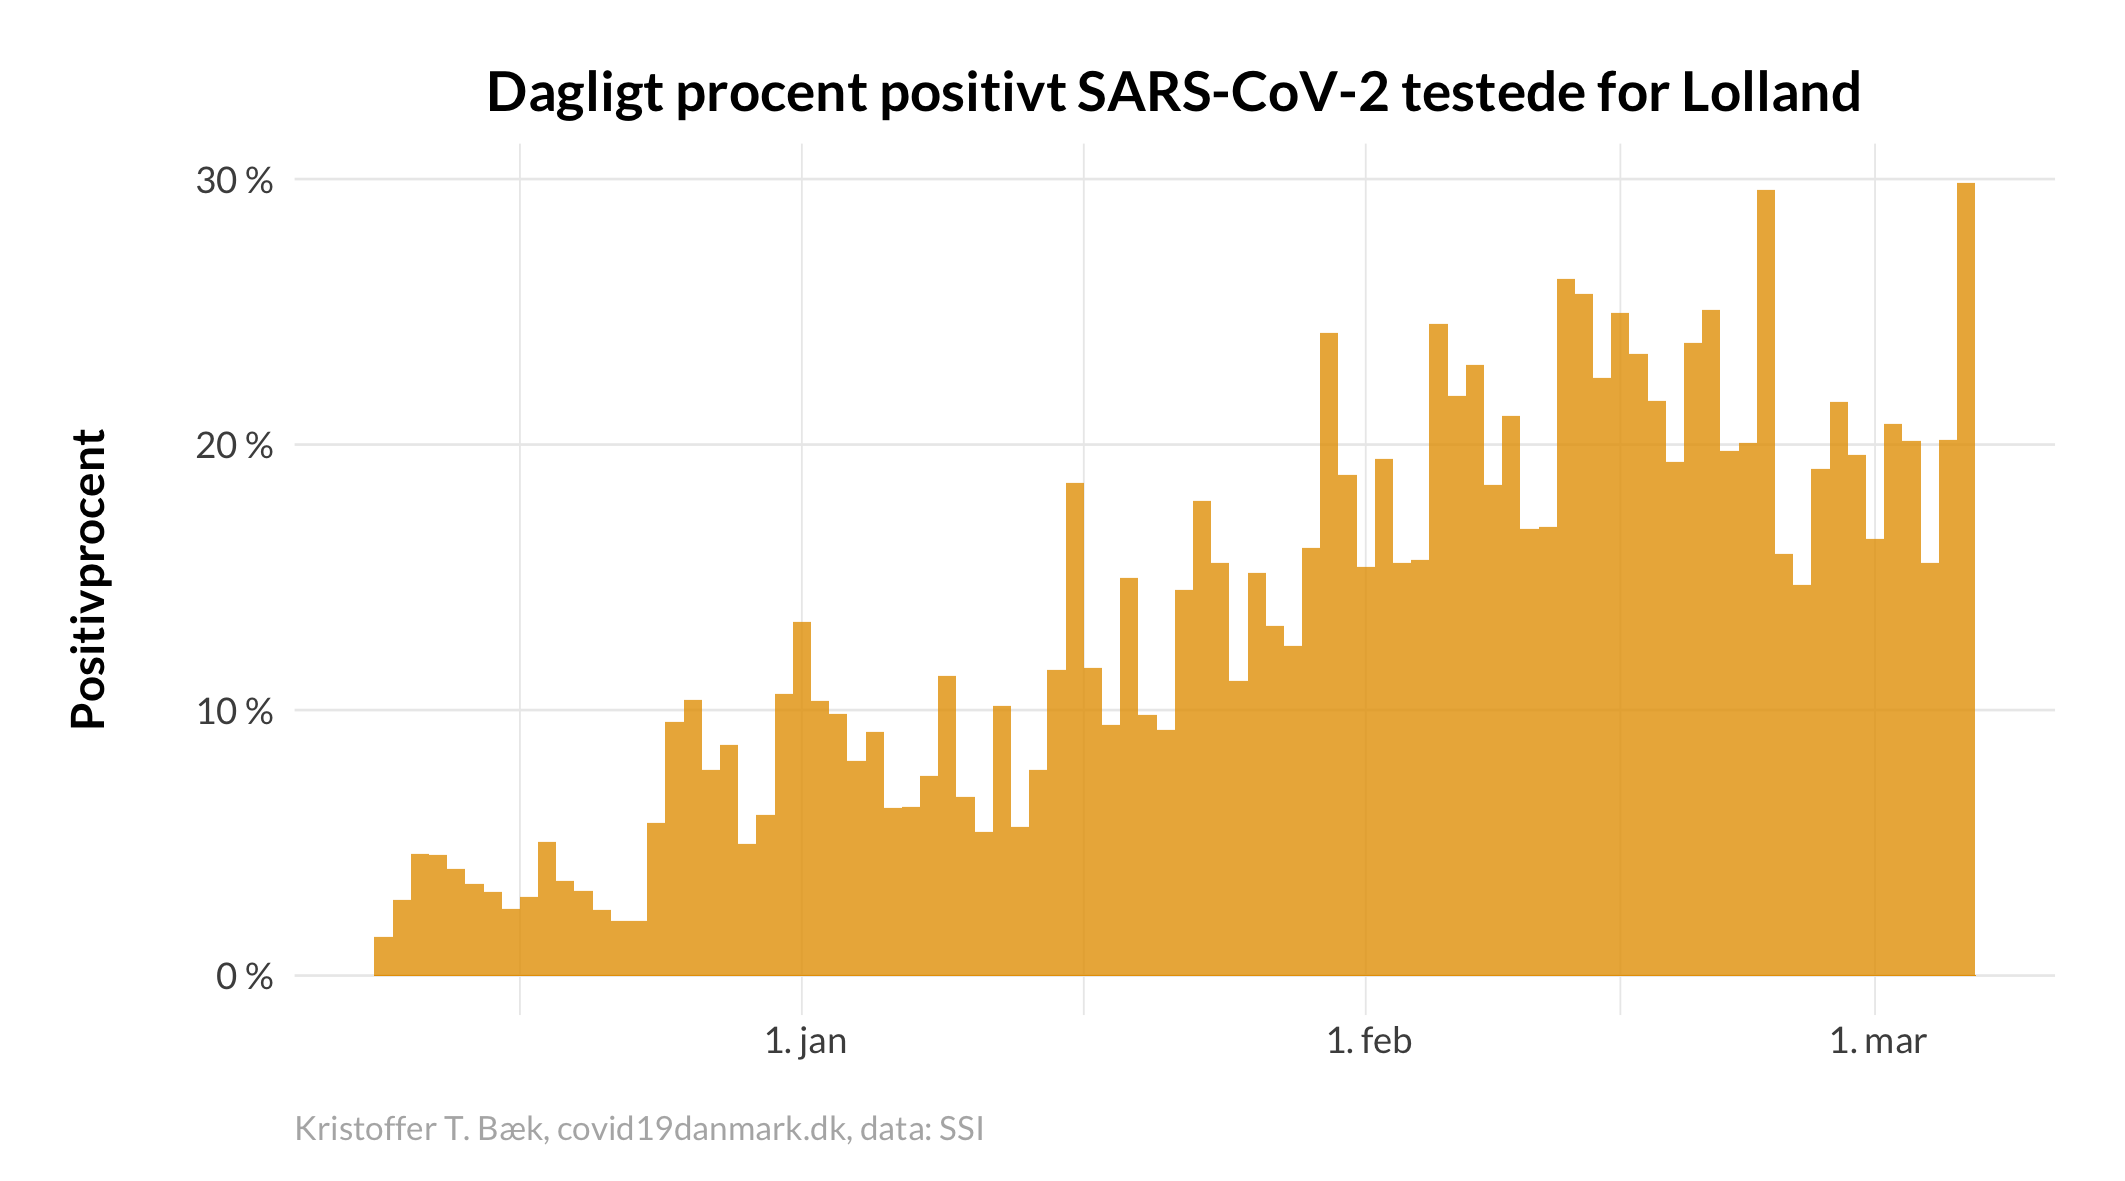 Dagligt procent positivt SARS-CoV-2 testede for Lolland
Positivprocent
30 %
20 %
10 %
0 %
1. jan
1. feb
1. mar
Kristoffer T. Bæk, covid19danmark.dk, data: SSI